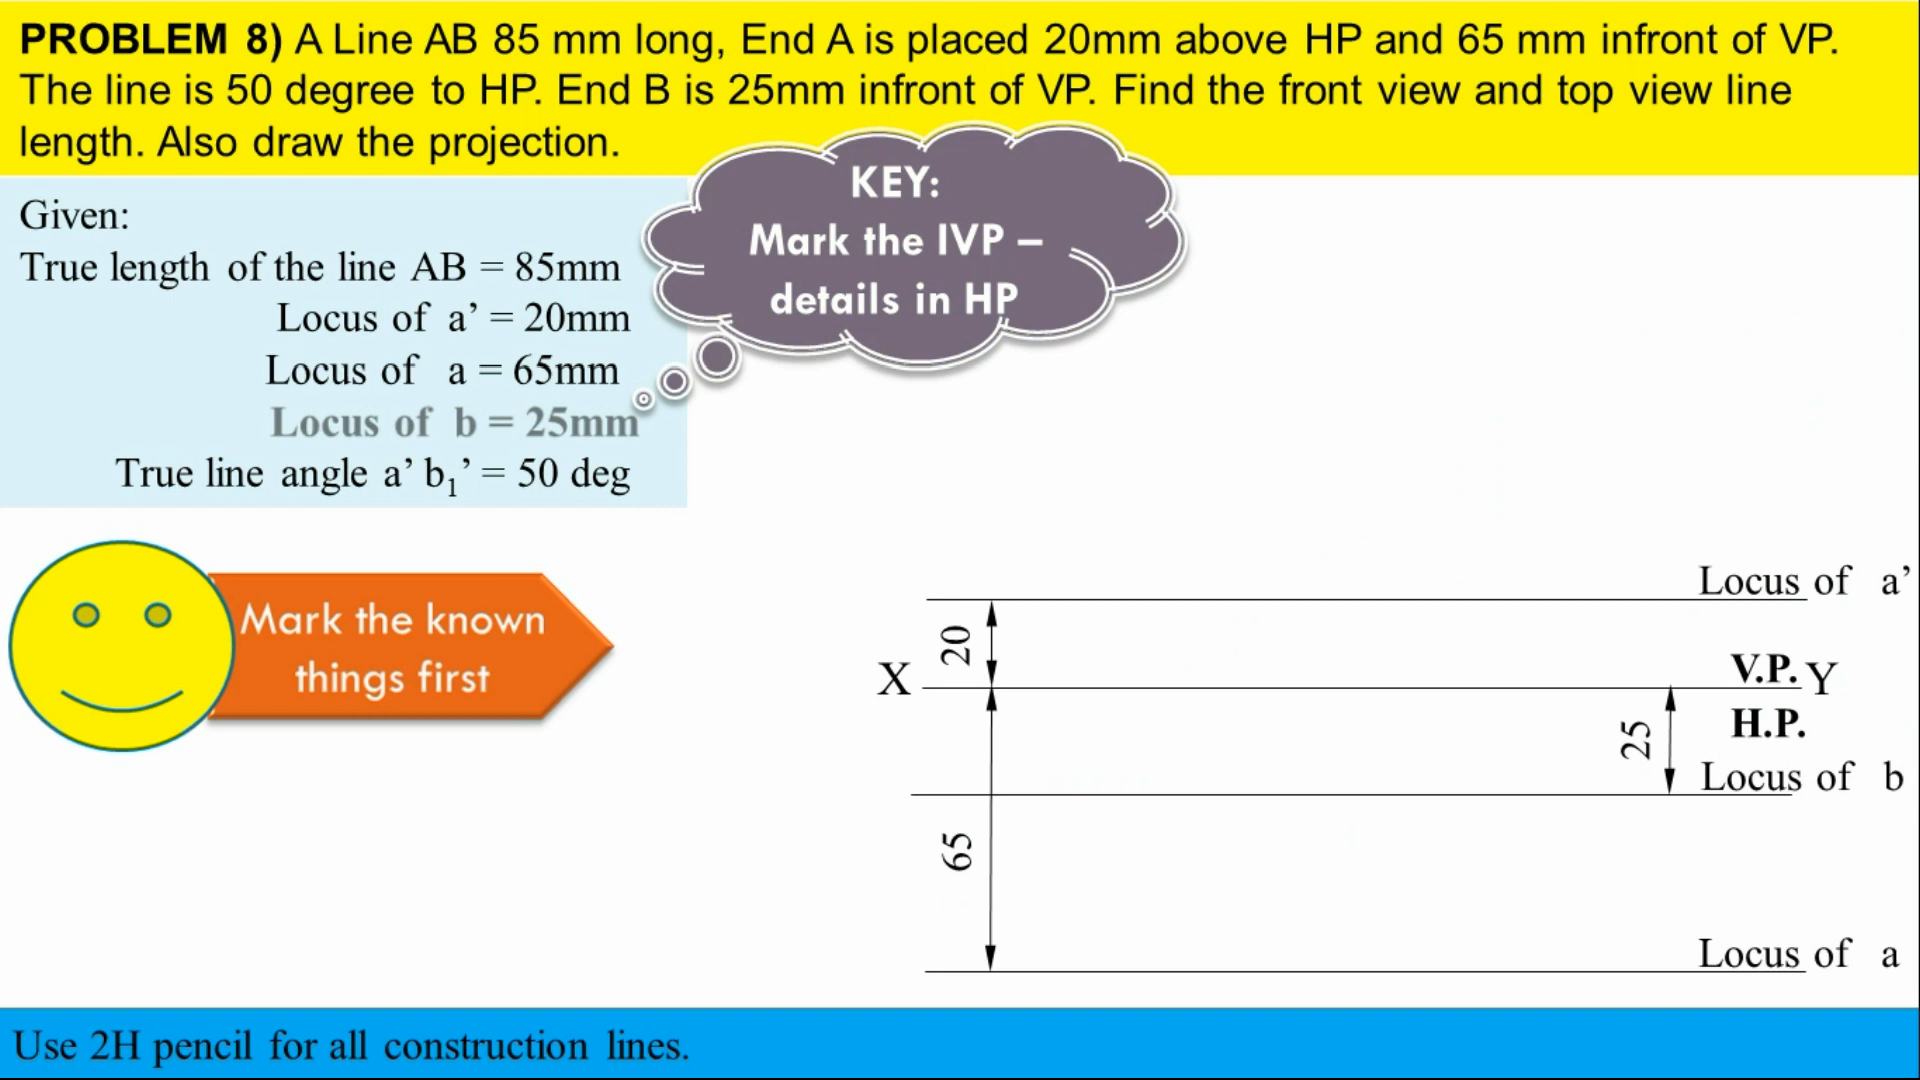 PROBLEM 8) A Line AB 85 mm long, End A is placed 20mm above HP and 65 mm infront of VP.
The line is 50 degree to HP. End B is 25mm infront of VP. Find the front view and top view line
length. Also draw the projection.
KEY:
Mark the IVP –
details in HP
Given:
True length of the line AB = 85mm
Locus of a’ = 20mm
Locus of a = 65mm
Locus of b = 25mm
True line angle a’ b₁’ = 50 deg
Mark the known
things first
Locus of a’
20
X
V.P. Y
H.P.
25
Locus of b
65
Locus of a
Use 2H pencil for all construction lines.